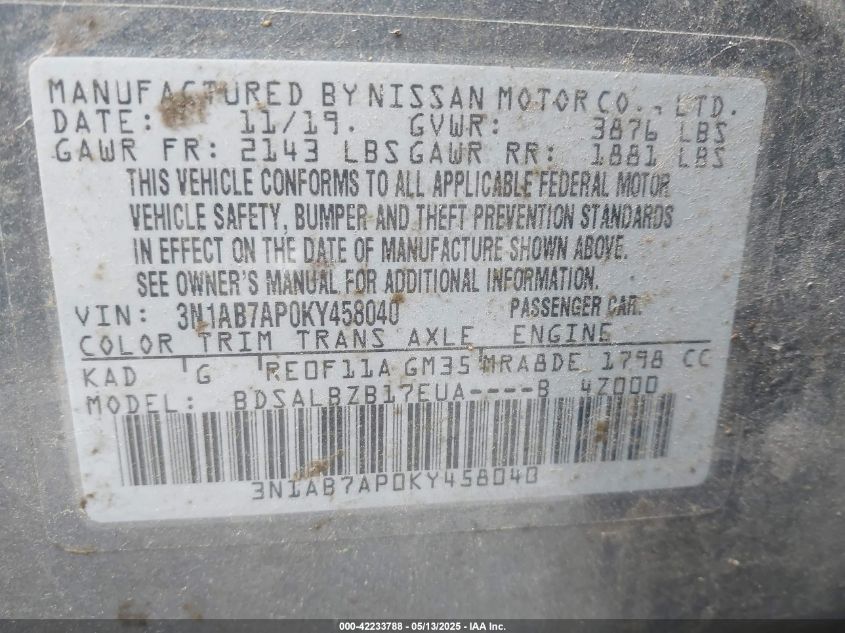 MANUFACTURED BY NISSAN MOTOR CO., LTD.
DATE: 11/19. GVWR: 3876 LBS
GAWR FR: 2143 LBS GAWR RR: 1881 LBS
THIS VEHICLE CONFORMS TO ALL APPLICABLE FEDERAL MOTOR
VEHICLE SAFETY, BUMPER AND THEFT PREVENTION STANDARDS
IN EFFECT ON THE DATE OF MANUFACTURE SHOWN ABOVE.
SEE OWNER'S MANUAL FOR ADDITIONAL INFORMATION.
VIN: 3N1AB7AP0KY458040 PASSENGER CAR.
COLOR TRIM TRANS AXLE ENGINE
KAD G RE0F11A GM35 MRA8DE 1798 CC
MODEL: BDSALBZB17EUA----B 4Z000
3N1AB7AP0KY458040
000-42233788 - 05/13/2025 - IAA Inc.